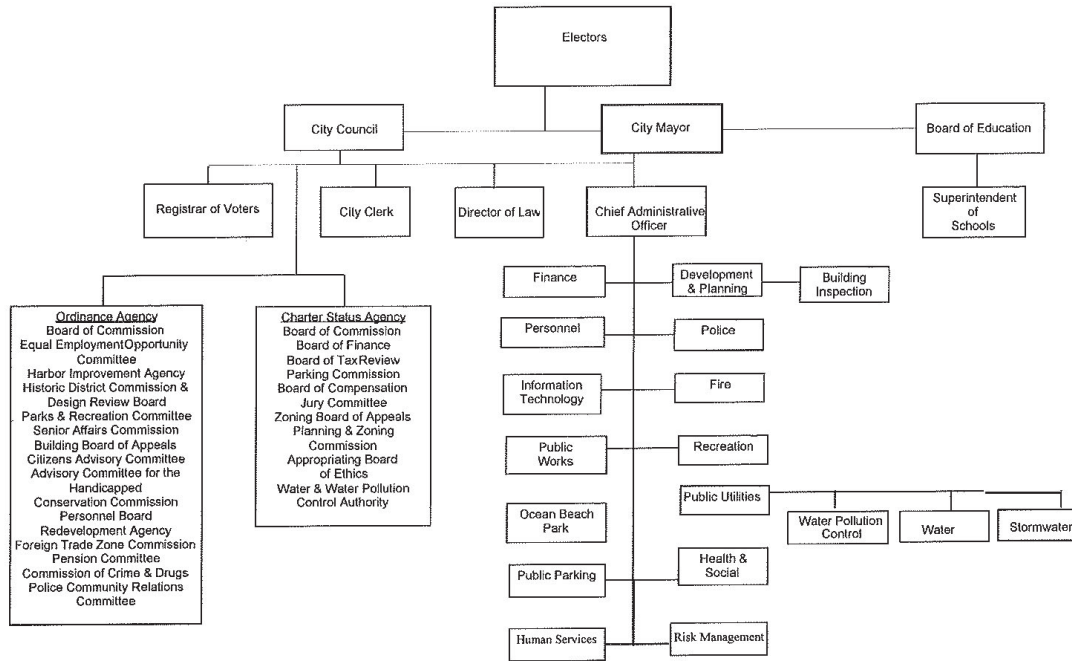 Electors
City Council
City Mayor
Board of Education
Registrar of Voters
City Clerk
Director of Law
Chief Administrative
Officer
Superintendent
of
Schools
Finance
Development
& Planning
Building
Inspection
Personnel
Police
Information
Technology
Fire
Public
Works
Recreation
Ocean Beach
Park
Public Utilities
Water Pollution
Control
Water
Stormwater
Public Parking
Health &
Social
Human Services
Risk Management
Ordinance Agency
Board of Commission
Equal EmploymentOpportunity
Committee
Harbor Improvement Agency
Historic District Commission &
Design Review Board
Parks & Recreation Committee
Senior Affairs Commission
Building Board of Appeals
Citizens Advisory Committee
Advisory Committee for the
Handicapped
Conservation Commission
Personnel Board
Redevelopment Agency
Foreign Trade Zone Commission
Pension Committee
Commission of Crime & Drugs
Police Community Relations
Committee
Charter Status Agency
Board of Commission
Board of Finance
Board of TaxReview
Parking Commission
Board of Compensation
Jury Committee
Zoning Board of Appeals
Planning & Zoning
Commission
Appropriating Board
of Ethics
Water & Water Pollution
Control Authority